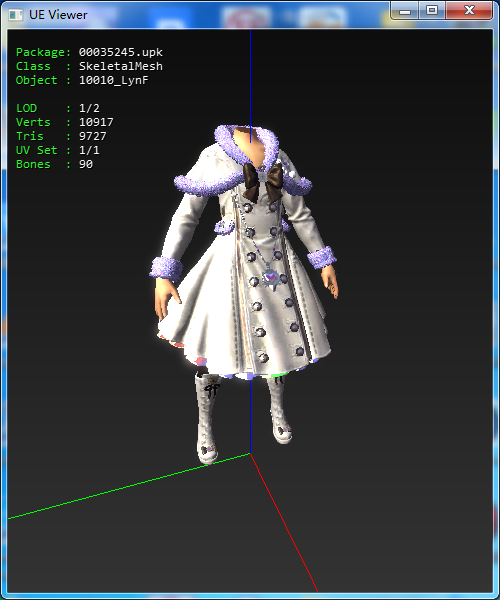 UE Viewer
Package: 00035245.upk
Class : SkeletalMesh
Object : 10010_LynF
LOD : 1/2
Verts : 10917
Tris : 9727
UV Set : 1/1
Bones : 90